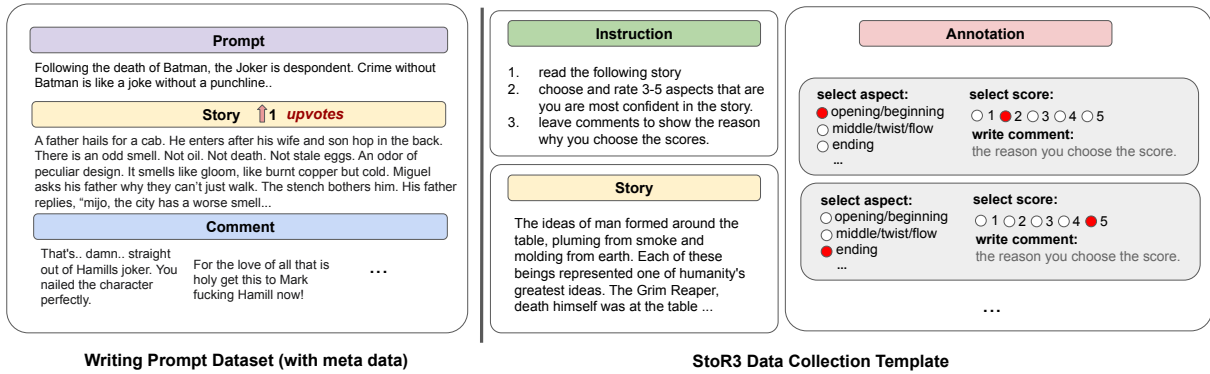 Prompt
Following the death of Batman, the Joker is despondent. Crime without
Batman is like a joke without a punchline..
Story 1 upvotes
A father hails for a cab. He enters after his wife and son hop in the back.
There is an odd smell. Not oil. Not death. Not stale eggs. An odor of
peculiar design. It smells like gloom, like burnt copper but cold. Miguel
asks his father why they can't just walk. The stench bothers him. His father
replies, “mijo, the city has a worse smell...
Comment
That's.. damn.. straight
out of Hamills joker. You
nailed the character
perfectly.
For the love of all that is
holy get this to Mark
fucking Hamill now!
...
Writing Prompt Dataset (with meta data)
Instruction
1. read the following story
2. choose and rate 3-5 aspects that are
you are most confident in the story.
3. leave comments to show the reason
why you choose the scores.
Story
The ideas of man formed around the
table, pluming from smoke and
molding from earth. Each of these
beings represented one of humanity's
greatest ideas. The Grim Reaper,
death himself was at the table ...
Annotation
select aspect:
opening/beginning
middle/twist/flow
ending
...
select score:
1 2 3 4 5
write comment:
the reason you choose the score.
select aspect:
opening/beginning
middle/twist/flow
ending
...
select score:
1 2 3 4 5
write comment:
the reason you choose the score.
...
StoR3 Data Collection Template